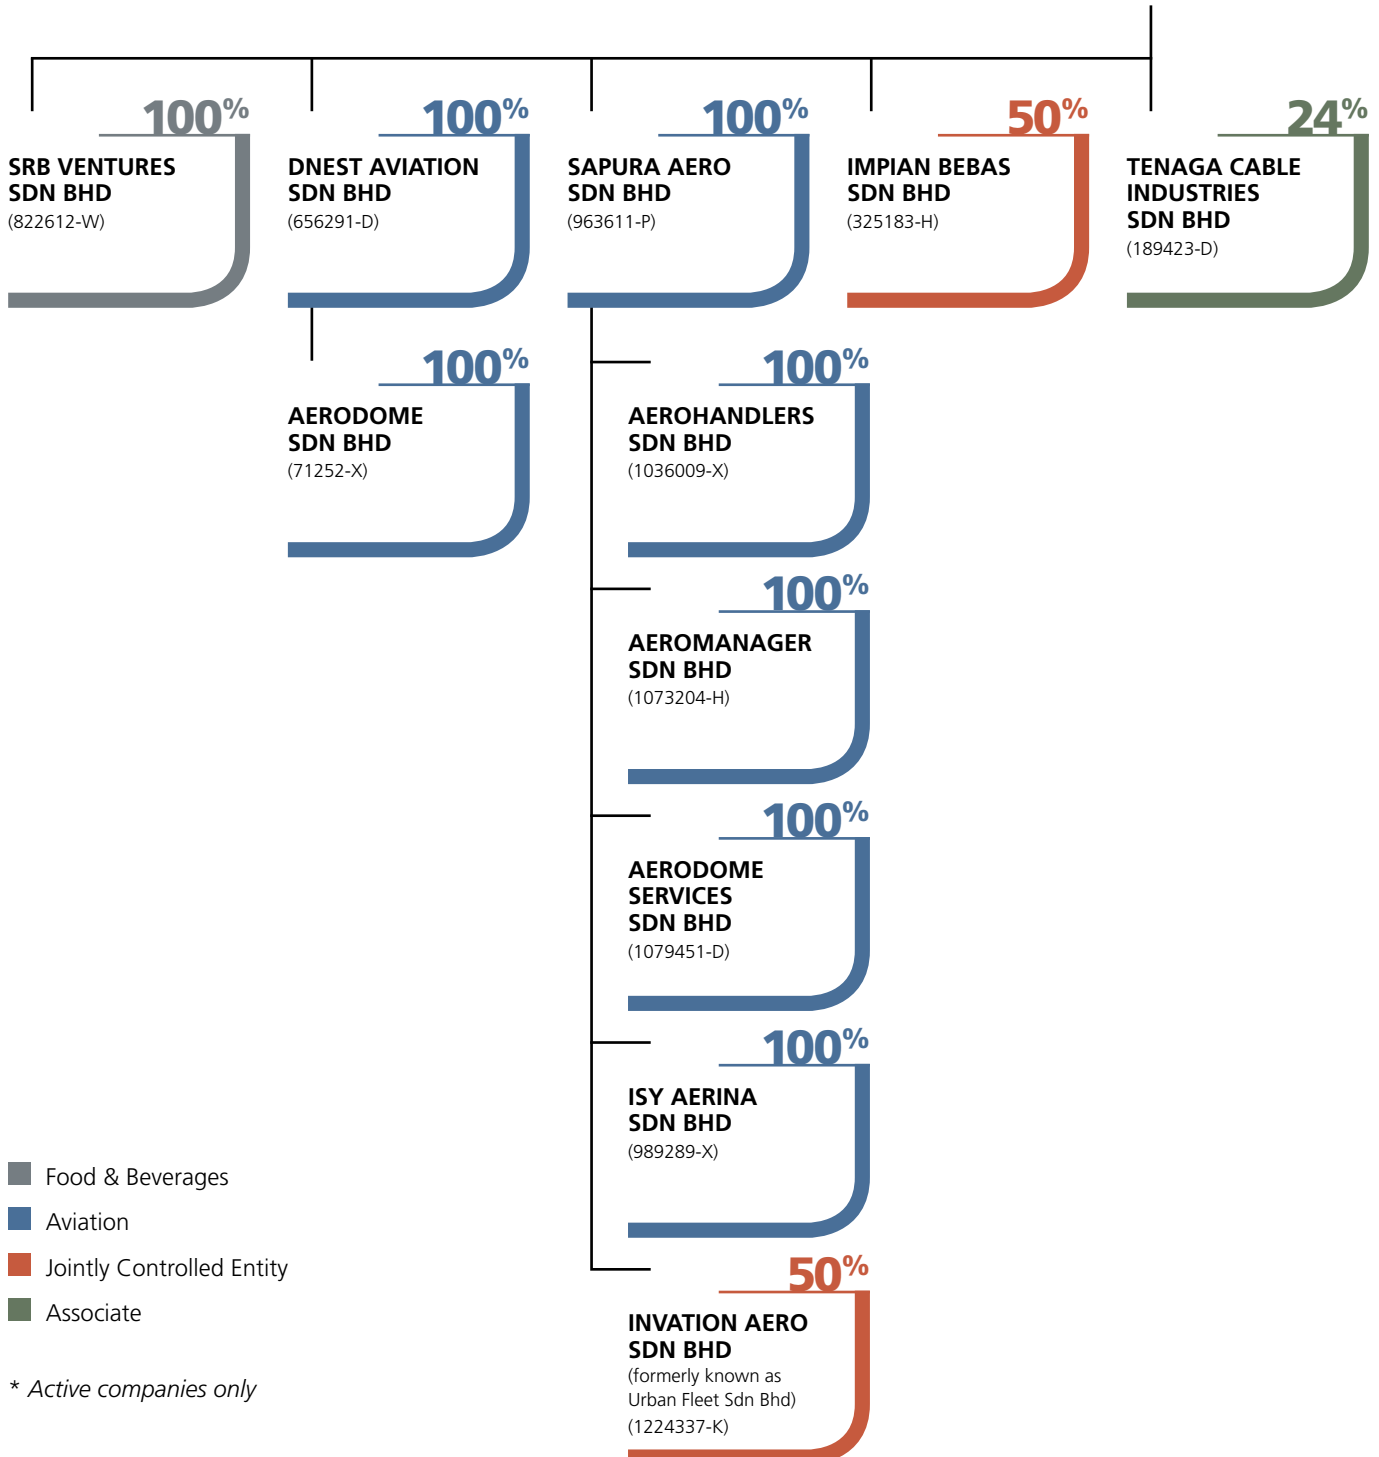 100%
SRB VENTURES
SDN BHD
(822612-W)
100%
DNEST AVIATION
SDN BHD
(656291-D)
100%
SAPURA AERO
SDN BHD
(963611-P)
50%
IMPIAN BEBAS
SDN BHD
(325183-H)
24%
TENAGA CABLE
INDUSTRIES
SDN BHD
(189423-D)
100%
AERODOME
SDN BHD
(71252-X)
100%
AEROHANDLERS
SDN BHD
(1036009-X)
100%
AEROMANAGER
SDN BHD
(1073204-H)
100%
AERODOME
SERVICES
SDN BHD
(1079451-D)
100%
ISY AERINA
SDN BHD
(989289-X)
50%
INVATION AERO
SDN BHD
(formerly known as
Urban Fleet Sdn Bhd)
(1224337-K)
Food & Beverages
Aviation
Jointly Controlled Entity
Associate
* Active companies only